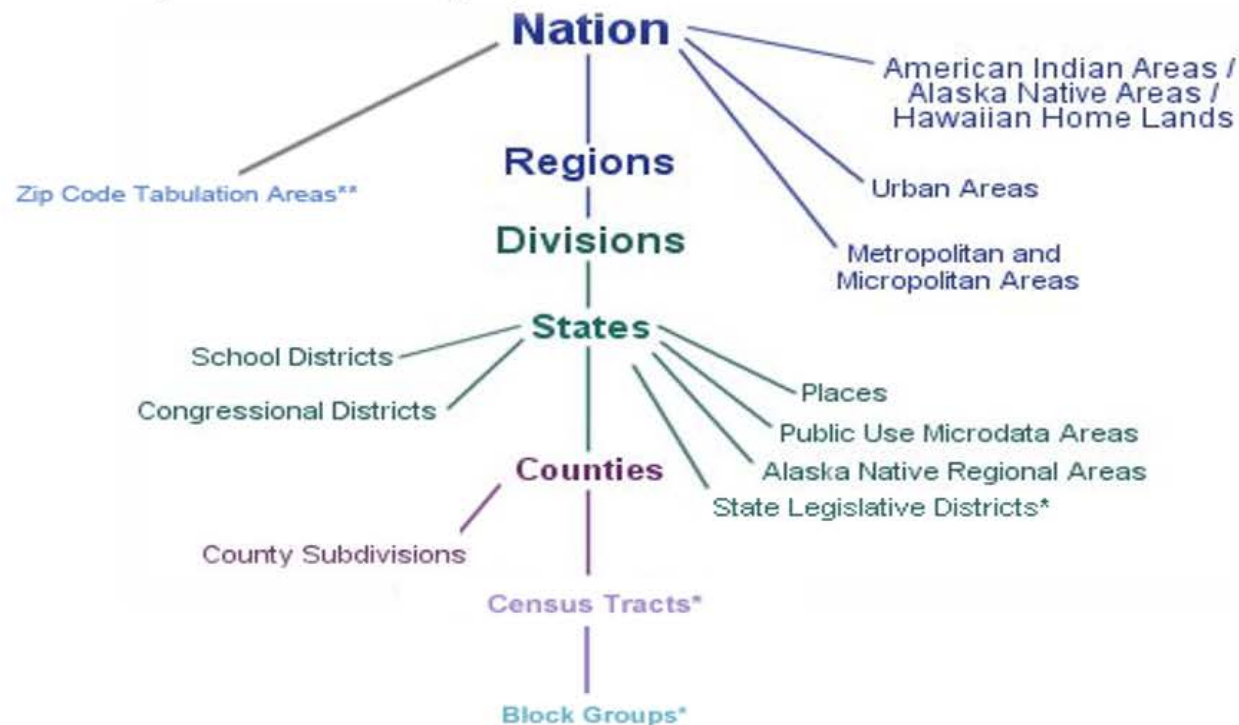 Nation
American Indian Areas /
Alaska Native Areas /
Hawaiian Home Lands
Regions
Zip Code Tabulation Areas**
Urban Areas
Divisions
Metropolitan and
Micropolitan Areas
States
School Districts
Places
Congressional Districts
Public Use Microdata Areas
Counties
Alaska Native Regional Areas
State Legislative Districts*
County Subdivisions
Census Tracts*
Block Groups*